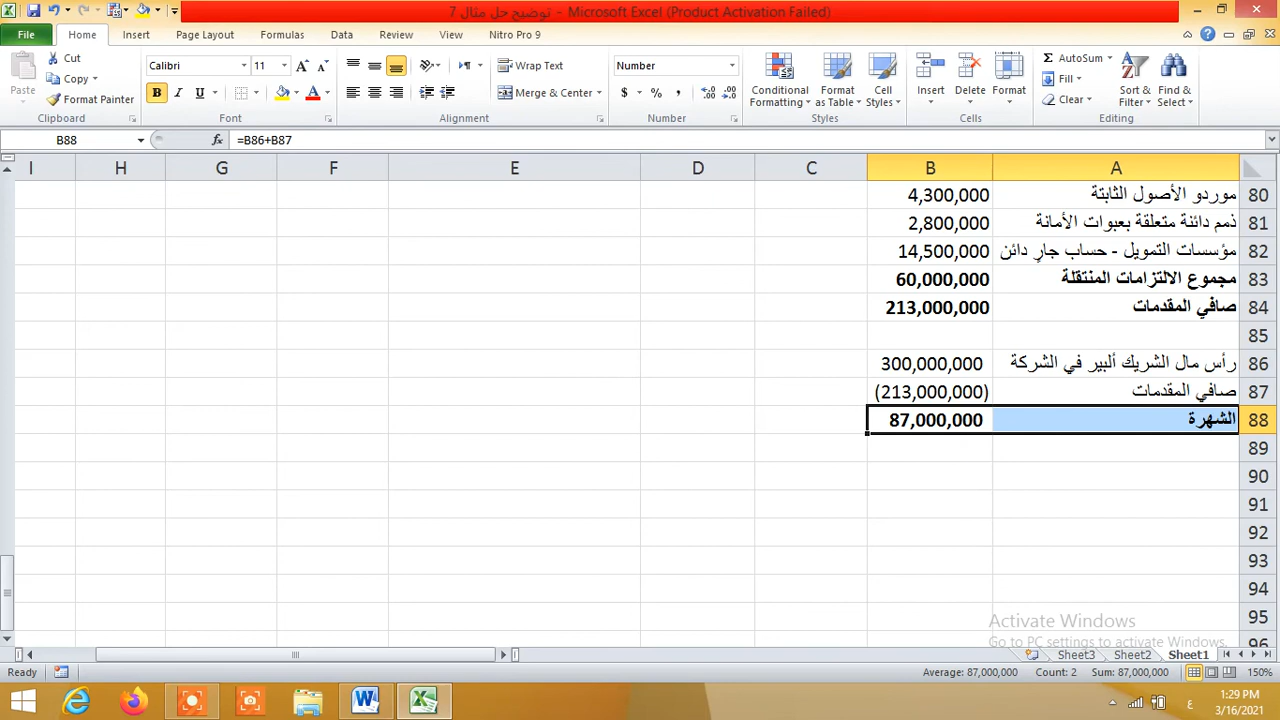 توضيح حل مثال 7 - Microsoft Excel (Product Activation Failed)
File Home Insert Page Layout Formulas Data Review View Nitro Pro 9
Cut Calibri 11 Wrap Text Number AutoSum
Copy Fill
Paste Format Painter B I U Merge & Center $ % , Conditional Formatting Format as Table Cell Styles Insert Delete Format Clear Sort & Filter Find & Select
Clipboard Font Alignment Number Styles Cells Editing
B88 fx =B86+B87
I H G F E D C B A
80 موردو الأصول الثابتة 4,300,000
81 ذمم دائنة متعلقة بعبوات الأمانة 2,800,000
82 مؤسسات التمويل - حساب جارٍ دائن 14,500,000
83 مجموع الالتزامات المنتقلة 60,000,000
84 صافي المقدمات 213,000,000
85
86 رأس مال الشريك ألبير في الشركة 300,000,000
87 صافي المقدمات (213,000,000)
88 الشهرة 87,000,000
89
90
91
92
93
94
95
96
Activate Windows
Go to PC settings to activate Windows.
Sheet3 Sheet2 Sheet1
Ready Average: 87,000,000 Count: 2 Sum: 87,000,000 150%
ع 1:29 PM
3/16/2021